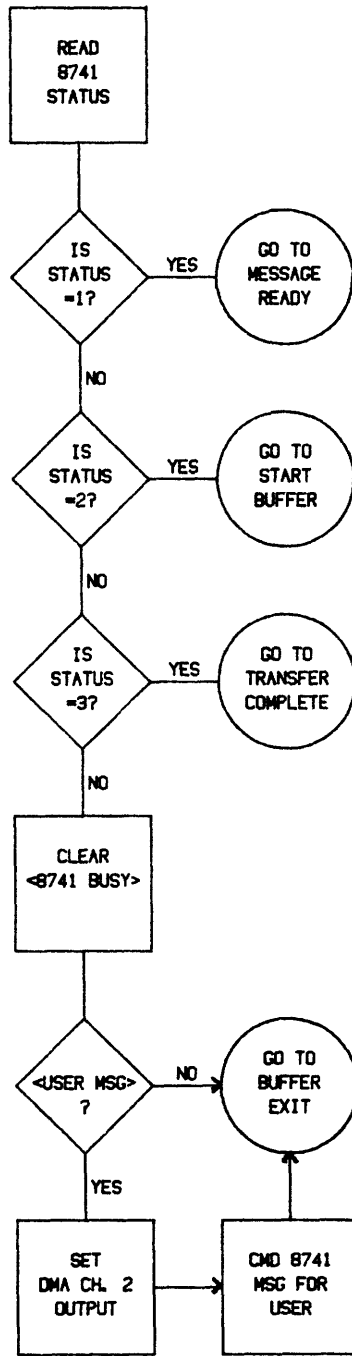 READ
8741
STATUS
IS
STATUS
=1?
YES
GO TO
MESSAGE
READY
NO
IS
STATUS
=2?
YES
GO TO
START
BUFFER
NO
IS
STATUS
=3?
YES
GO TO
TRANSFER
COMPLETE
NO
CLEAR
<8741 BUSY>
<USER MSG>
?
NO
GO TO
BUFFER
EXIT
YES
SET
DMA CH. 2
OUTPUT
CMD 8741
MSG FOR
USER